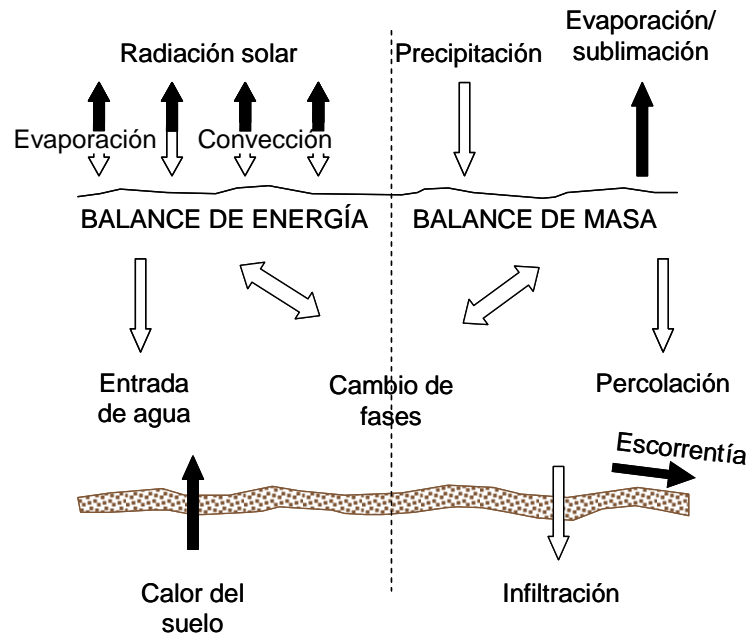 Radiación solar
Precipitación
Evaporación/
sublimación
Evaporación
Convección
BALANCE DE ENERGÍA
BALANCE DE MASA
Entrada
de agua
Cambio de
fases
Percolación
Escorrentía
Calor del
suelo
Infiltración